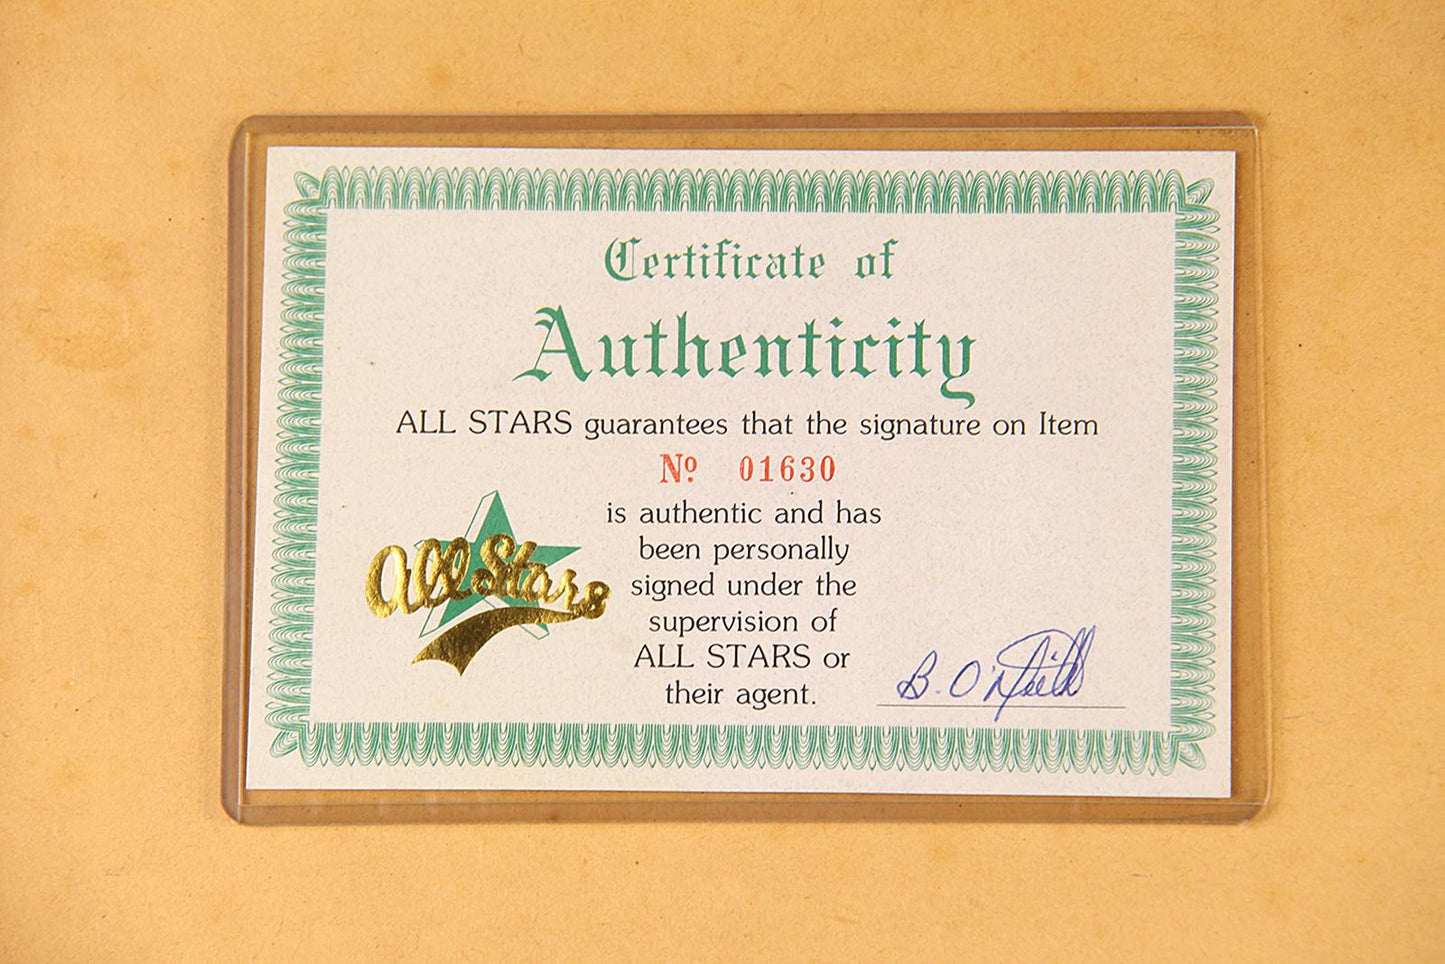 Certificate of
Authenticity
ALL STARS guarantees that the signature on Item
Nº 01630
is authentic and has
been personally
signed under the
supervision of
ALL STARS or
their agent.
All Stars
B. O'Neill